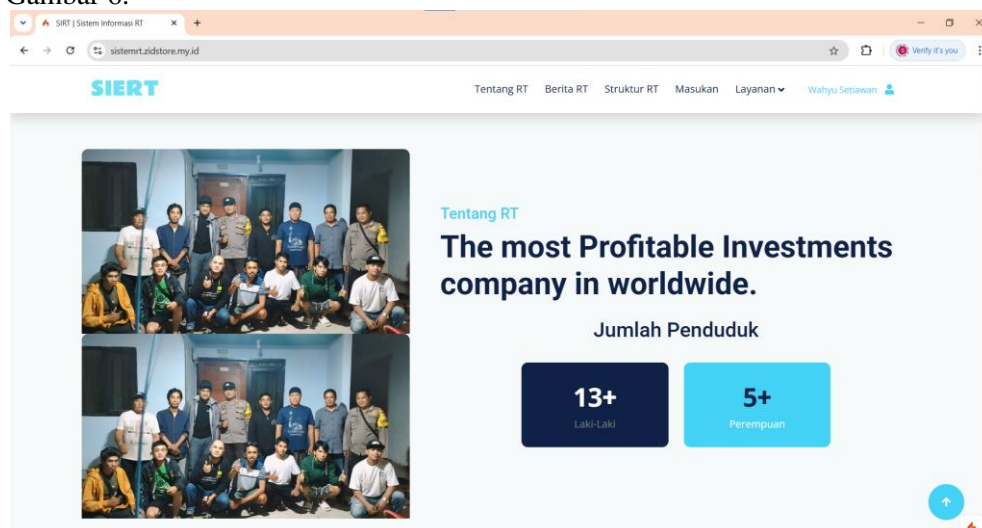 Gambar 6.
SIRT | Sistem Informasi RT
sistemrt.zidstore.my.id
Verify it's you
SIERT
Tentang RT Berita RT Struktur RT Masukan Layanan Wahyu Setiawan
Tentang RT
The most Profitable Investments
company in worldwide.
Jumlah Penduduk
13+ 5+
Laki-Laki Perempuan